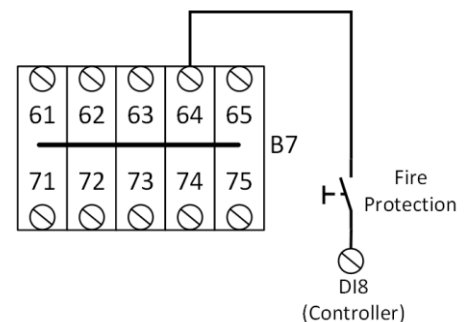 61 62 63 64 65
B7
71 72 73 74 75
Fire
Protection
DI8
(Controller)